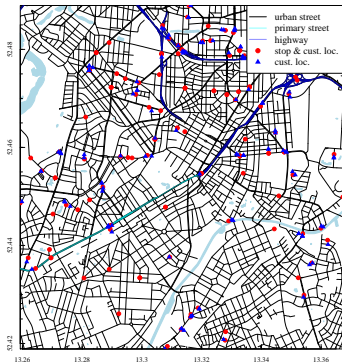 urban street
primary street
highway
stop & cust. loc.
cust. loc.
52.48
52.46
52.44
52.42
13.26 13.28 13.3 13.32 13.34 13.36